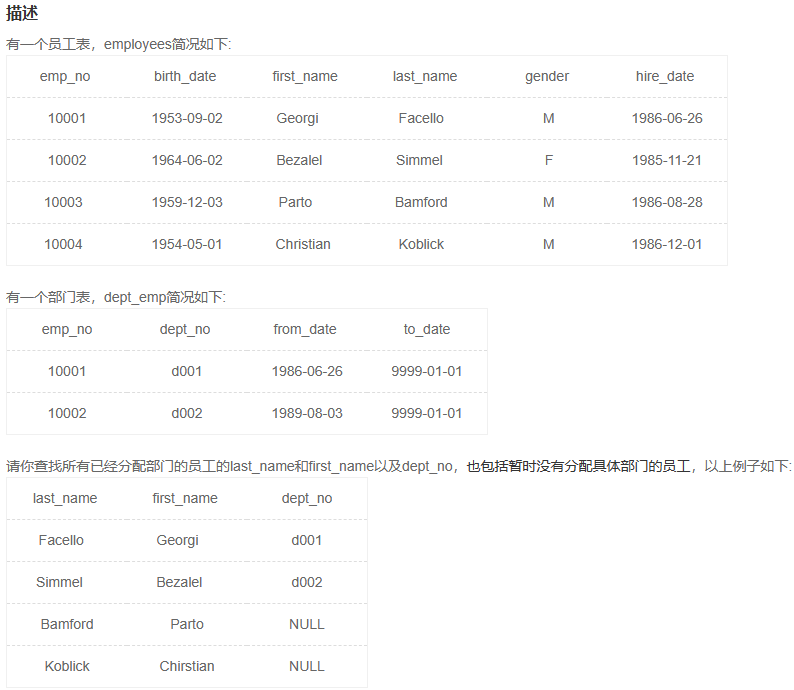 描述
有一个员工表，employees简况如下:
emp_no birth_date first_name last_name gender hire_date
10001 1953-09-02 Georgi Facello M 1986-06-26
10002 1964-06-02 Bezalel Simmel F 1985-11-21
10003 1959-12-03 Parto Bamford M 1986-08-28
10004 1954-05-01 Christian Koblick M 1986-12-01
有一个部门表，dept_emp简况如下:
emp_no dept_no from_date to_date
10001 d001 1986-06-26 9999-01-01
10002 d002 1989-08-03 9999-01-01
请你查找所有已经分配部门的员工的last_name和first_name以及dept_no，也包括暂时没有分配具体部门的员工，以上例子如下:
last_name first_name dept_no
Facello Georgi d001
Simmel Bezalel d002
Bamford Parto NULL
Koblick Chirstian NULL